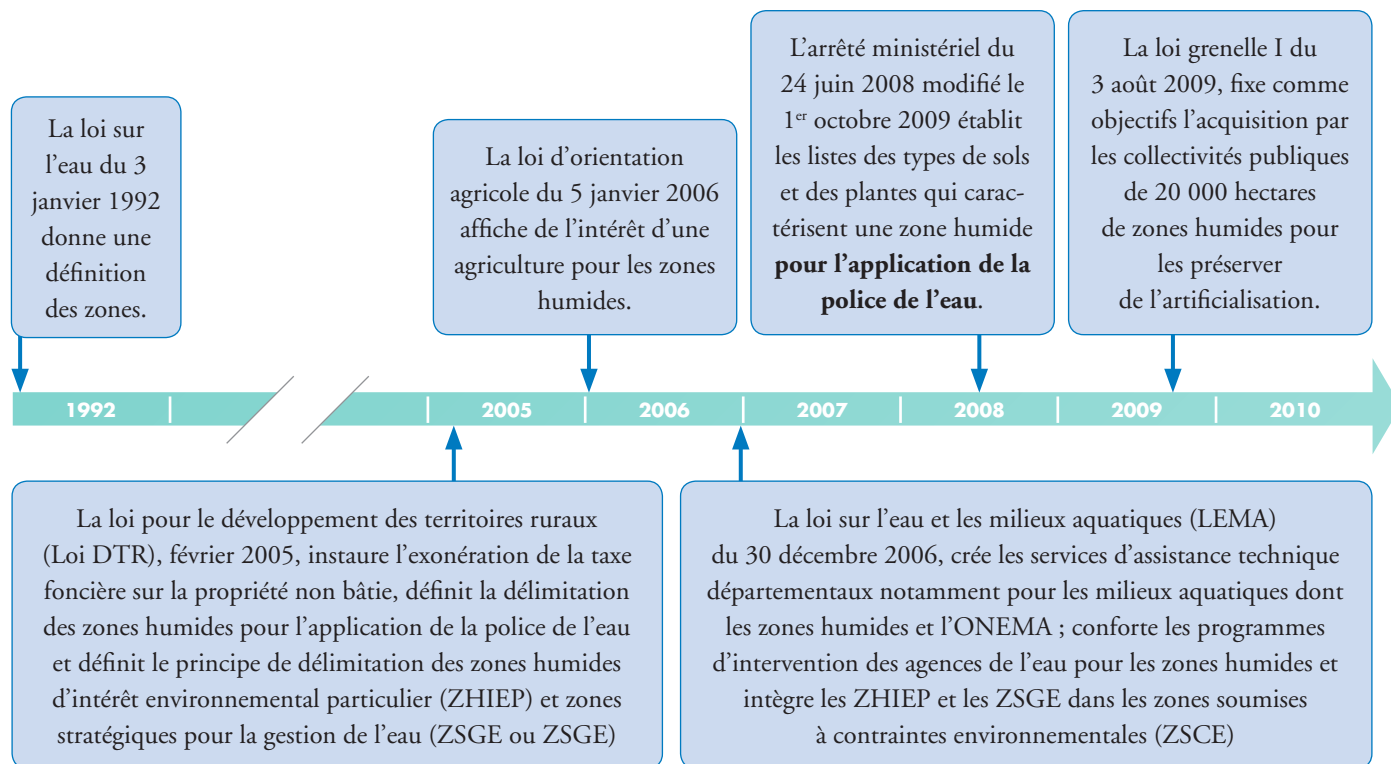 La loi sur
l'eau du 3
janvier 1992
donne une
définition
des zones.
La loi d'orientation
agricole du 5 janvier 2006
affiche de l'intérêt d'une
agriculture pour les zones
humides.
L'arrêté ministériel du
24 juin 2008 modifié le
1er octobre 2009 établit
les listes des types de sols
et des plantes qui carac-
térisent une zone humide
pour l'application de la
police de l'eau.
La loi grenelle I du
3 août 2009, fixe comme
objectifs l'acquisition par
les collectivités publiques
de 20 000 hectares
de zones humides pour
les préserver
de l'artificialisation.
1992 2005 2006 2007 2008 2009 2010
La loi pour le développement des territoires ruraux
(Loi DTR), février 2005, instaure l'exonération de la taxe
foncière sur la propriété non bâtie, définit la délimitation
des zones humides pour l'application de la police de l'eau
et définit le principe de délimitation des zones humides
d'intérêt environnemental particulier (ZHIEP) et zones
stratégiques pour la gestion de l'eau (ZSGE ou ZSGE)
La loi sur l'eau et les milieux aquatiques (LEMA)
du 30 décembre 2006, crée les services d'assistance technique
départementaux notamment pour les milieux aquatiques dont
les zones humides et l'ONEMA ; conforte les programmes
d'intervention des agences de l'eau pour les zones humides et
intègre les ZHIEP et les ZSGE dans les zones soumises
à contraintes environnementales (ZSCE)